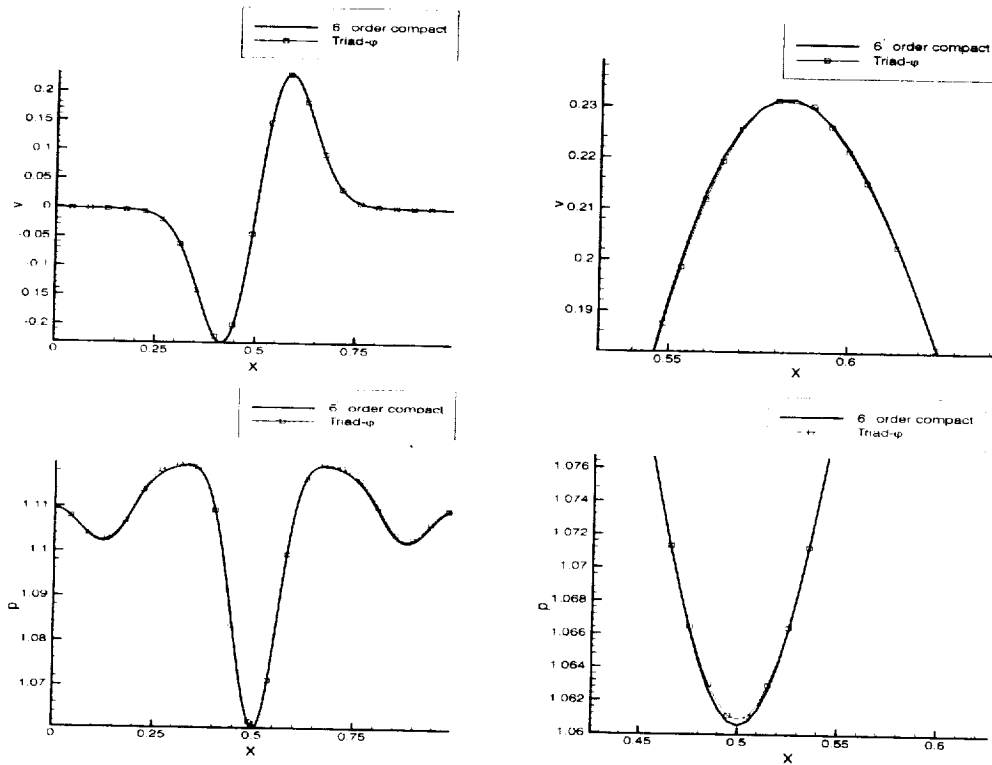 6 order compact
Triad-φ
0.2
0.15
0.1
0.05
0
-0.05
-0.1
0.15
-0.2
v
0
0.25
0.5
0.75
X
6 order compact
Triad-φ
0.23
0.22
0.21
0.2
0.19
v
0.55
0.6
X
6 order compact
Triad-φ
1.11
1.1
1.09
1.08
1.07
p
0
0.25
0.5
0.75
X
6 order compact
Triad-φ
1.076
1.074
1.072
1.07
1.068
1.066
1.064
1.062
1.06
p
0.45
0.5
0.55
0.6
X